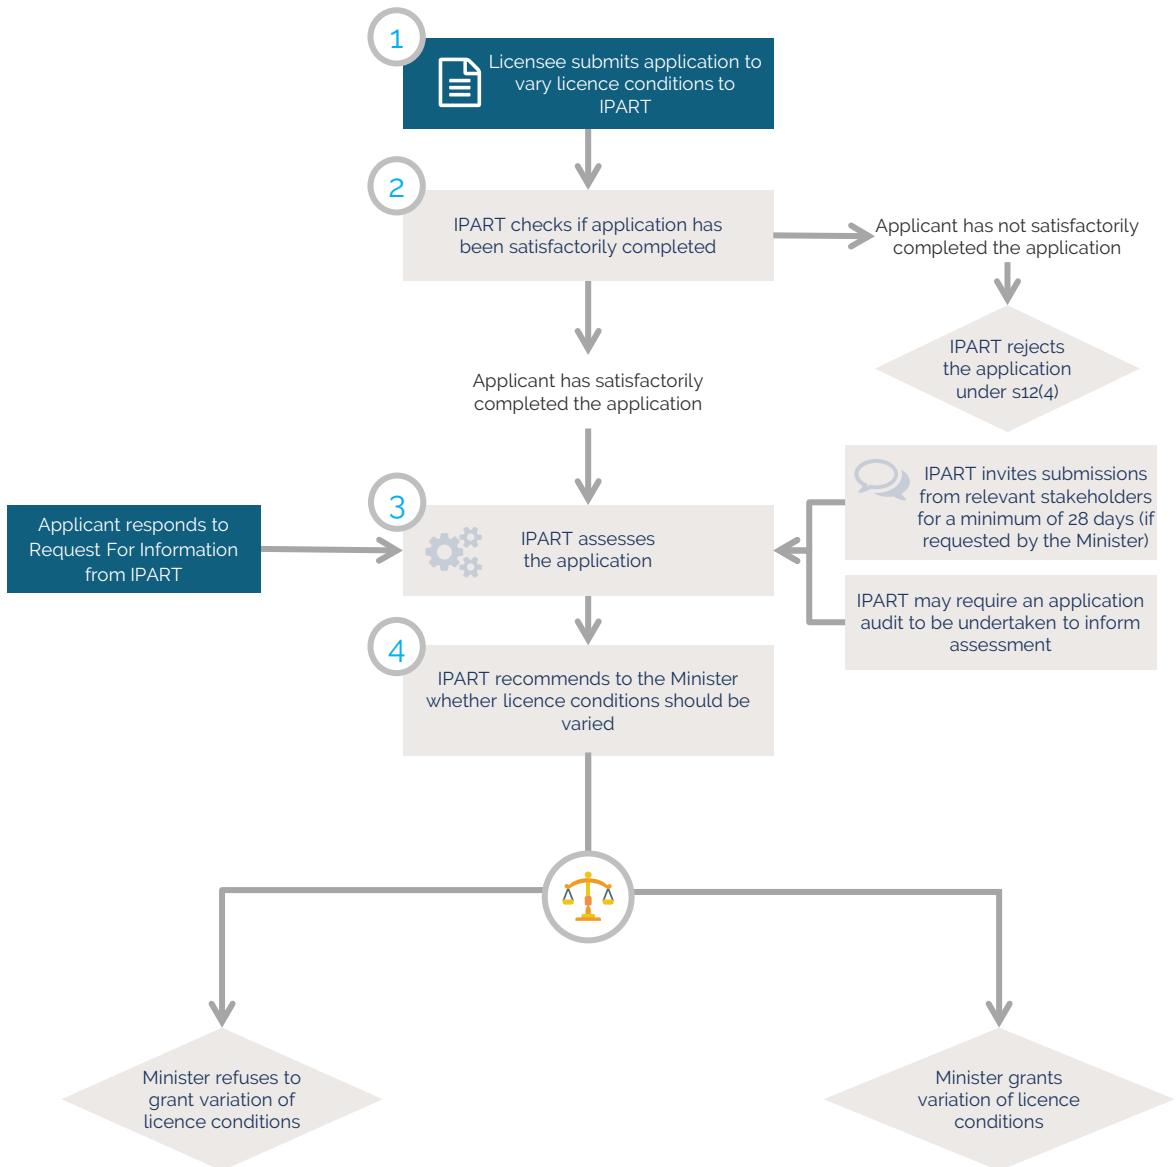 1
Licensee submits application to
vary licence conditions to
IPART
2
IPART checks if application has
been satisfactorily completed
Applicant has not satisfactorily
completed the application
IPART rejects
the application
under s12(4)
Applicant has satisfactorily
completed the application
3
IPART assesses
the application
Applicant responds to
Request For Information
from IPART
IPART invites submissions
from relevant stakeholders
for a minimum of 28 days (if
requested by the Minister)
IPART may require an application
audit to be undertaken to inform
assessment
4
IPART recommends to the Minister
whether licence conditions should be
varied
Minister refuses to
grant variation of
licence conditions
Minister grants
variation of licence
conditions